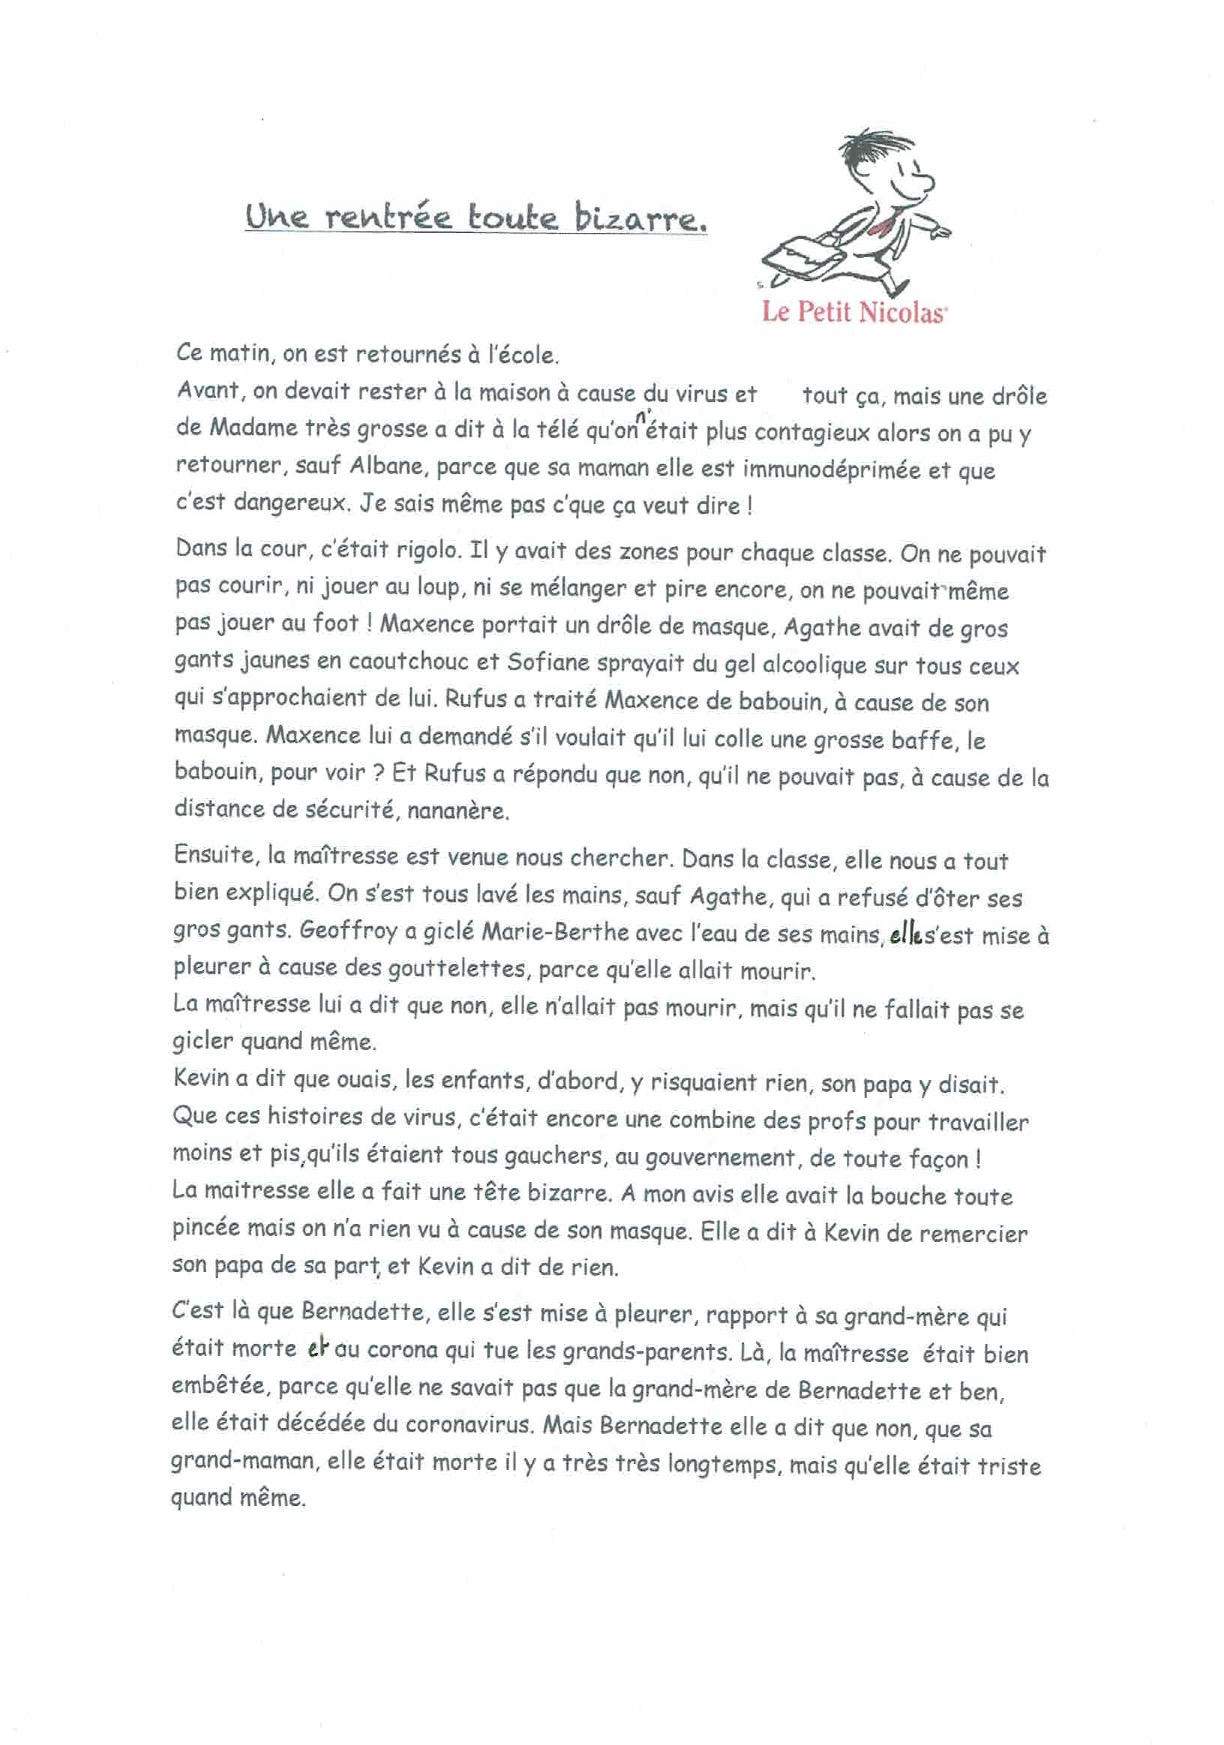 Une rentrée toute bizarre.
s.
Le Petit Nicolas
Ce matin, on est retournés à l'école.
Avant, on devait rester à la maison à cause du virus et tout ça, mais une drôle
de Madame très grosse a dit à la télé qu'on n'était plus contagieux alors on a pu y
retourner, sauf Albane, parce que sa maman elle est immunodéprimée et que
c'est dangereux. Je sais même pas c'que ça veut dire !
Dans la cour, c'était rigolo. Il y avait des zones pour chaque classe. On ne pouvait
pas courir, ni jouer au loup, ni se mélanger et pire encore, on ne pouvait même
pas jouer au foot ! Maxence portait un drôle de masque, Agathe avait de gros
gants jaunes en caoutchouc et Sofiane sprayait du gel alcoolique sur tous ceux
qui s'approchaient de lui. Rufus a traité Maxence de babouin, à cause de son
masque. Maxence lui a demandé s'il voulait qu'il lui colle une grosse baffe, le
babouin, pour voir ? Et Rufus a répondu que non, qu'il ne pouvait pas, à cause de la
distance de sécurité, nananère.
Ensuite, la maîtresse est venue nous chercher. Dans la classe, elle nous a tout
bien expliqué. On s'est tous lavé les mains, sauf Agathe, qui a refusé d'ôter ses
gros gants. Geoffroy a giclé Marie-Berthe avec l'eau de ses mains, elle s'est mise à
pleurer à cause des gouttelettes, parce qu'elle allait mourir.
La maîtresse lui a dit que non, elle n'allait pas mourir, mais qu'il ne fallait pas se
gicler quand même.
Kevin a dit que ouais, les enfants, d'abord, y risquaient rien, son papa y disait.
Que ces histoires de virus, c'était encore une combine des profs pour travailler
moins et pis, qu'ils étaient tous gauchers, au gouvernement, de toute façon !
La maitresse elle a fait une tête bizarre. A mon avis elle avait la bouche toute
pincée mais on n'a rien vu à cause de son masque. Elle a dit à Kevin de remercier
son papa de sa part, et Kevin a dit de rien.
C'est là que Bernadette, elle s'est mise à pleurer, rapport à sa grand-mère qui
était morte et au corona qui tue les grands-parents. Là, la maîtresse était bien
embêtée, parce qu'elle ne savait pas que la grand-mère de Bernadette et ben,
elle était décédée du coronavirus. Mais Bernadette elle a dit que non, que sa
grand-maman, elle était morte il y a très très longtemps, mais qu'elle était triste
quand même.